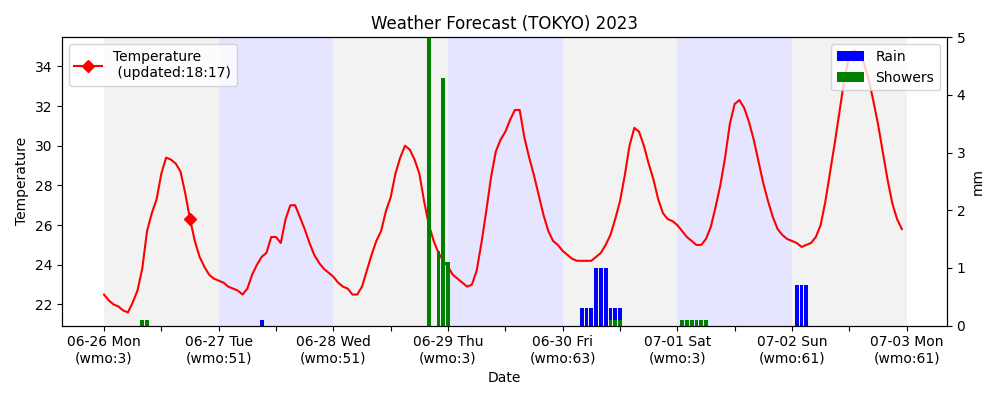 Weather Forecast (TOKYO) 2023
Temperature
(updated:18:17)
Rain
Showers
Temperature
34
32
30
28
26
24
22
5
4
3
2
1
0
mm
06-26 Mon
(wmo:3)
06-27 Tue
(wmo:51)
06-28 Wed
(wmo:51)
06-29 Thu
(wmo:3)
06-30 Fri
(wmo:63)
07-01 Sat
(wmo:3)
07-02 Sun
(wmo:61)
07-03 Mon
(wmo:61)
Date